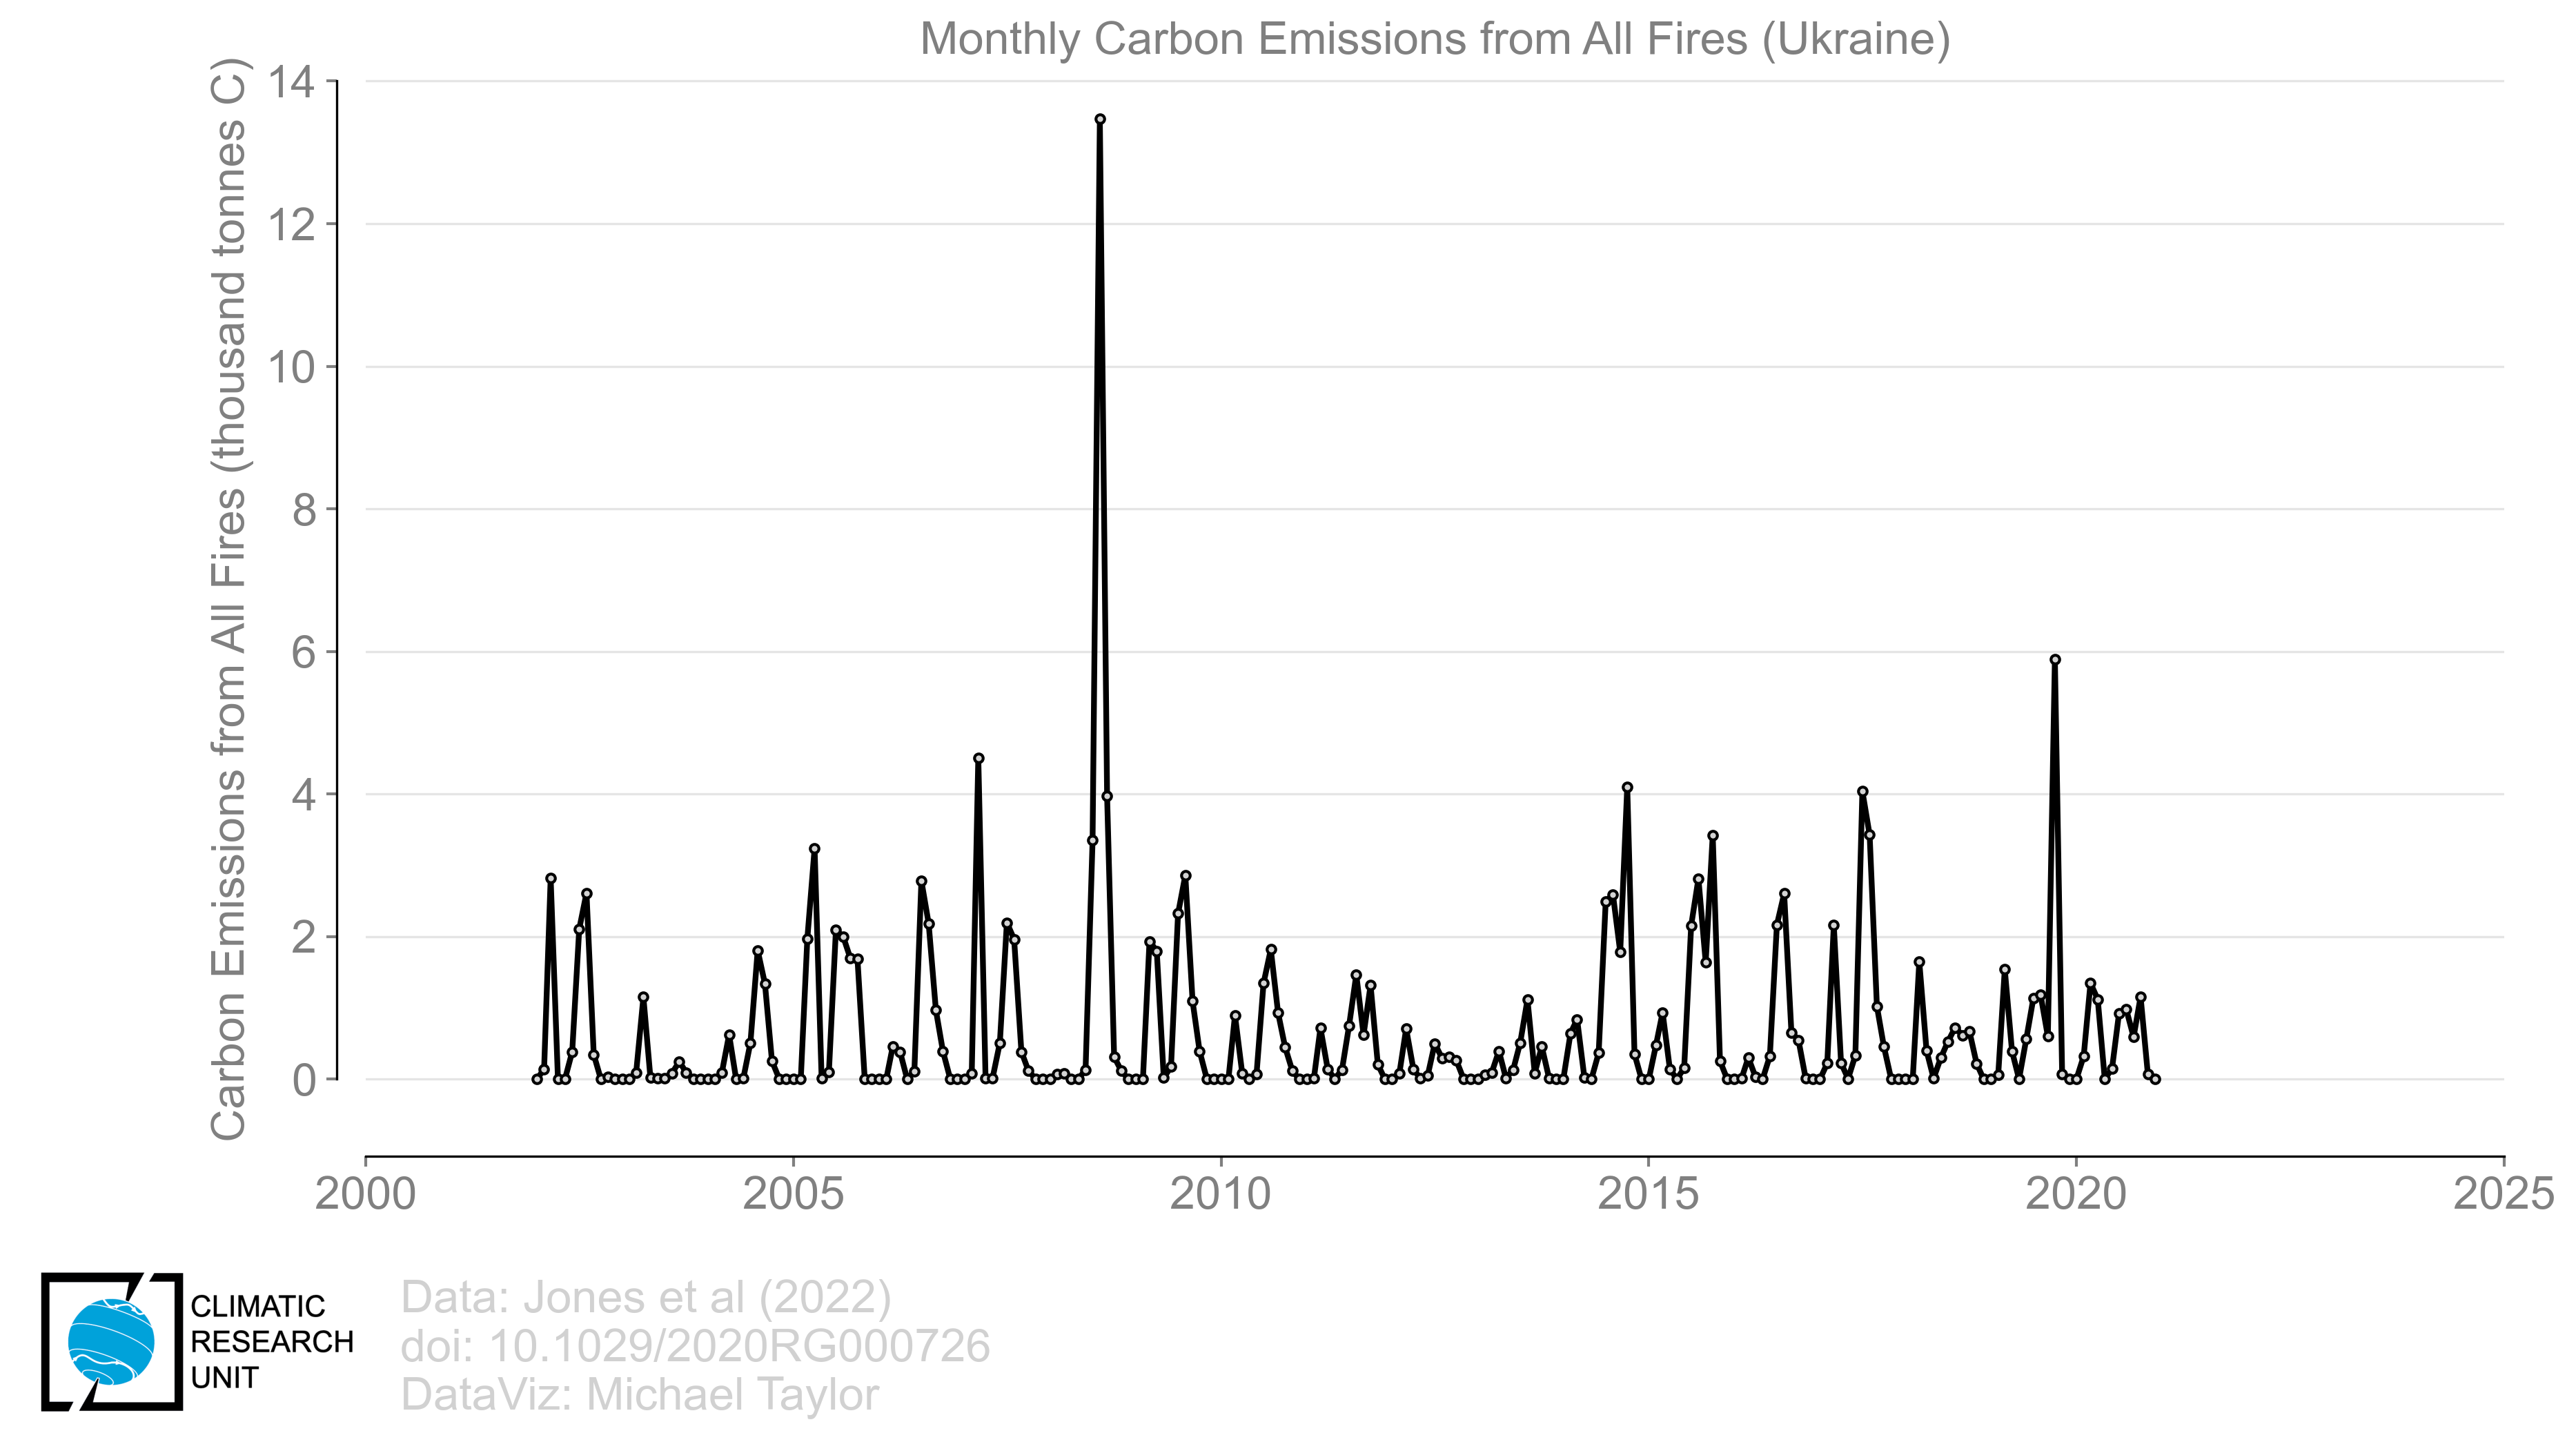 Monthly Carbon Emissions from All Fires (Ukraine)
Carbon Emissions from All Fires (thousand tonnes C)
14
12
10
8
6
4
2
0
2000 2005 2010 2015 2020 2025
CLIMATIC
RESEARCH
UNIT
Data: Jones et al (2022)
doi: 10.1029/2020RG000726
DataViz: Michael Taylor